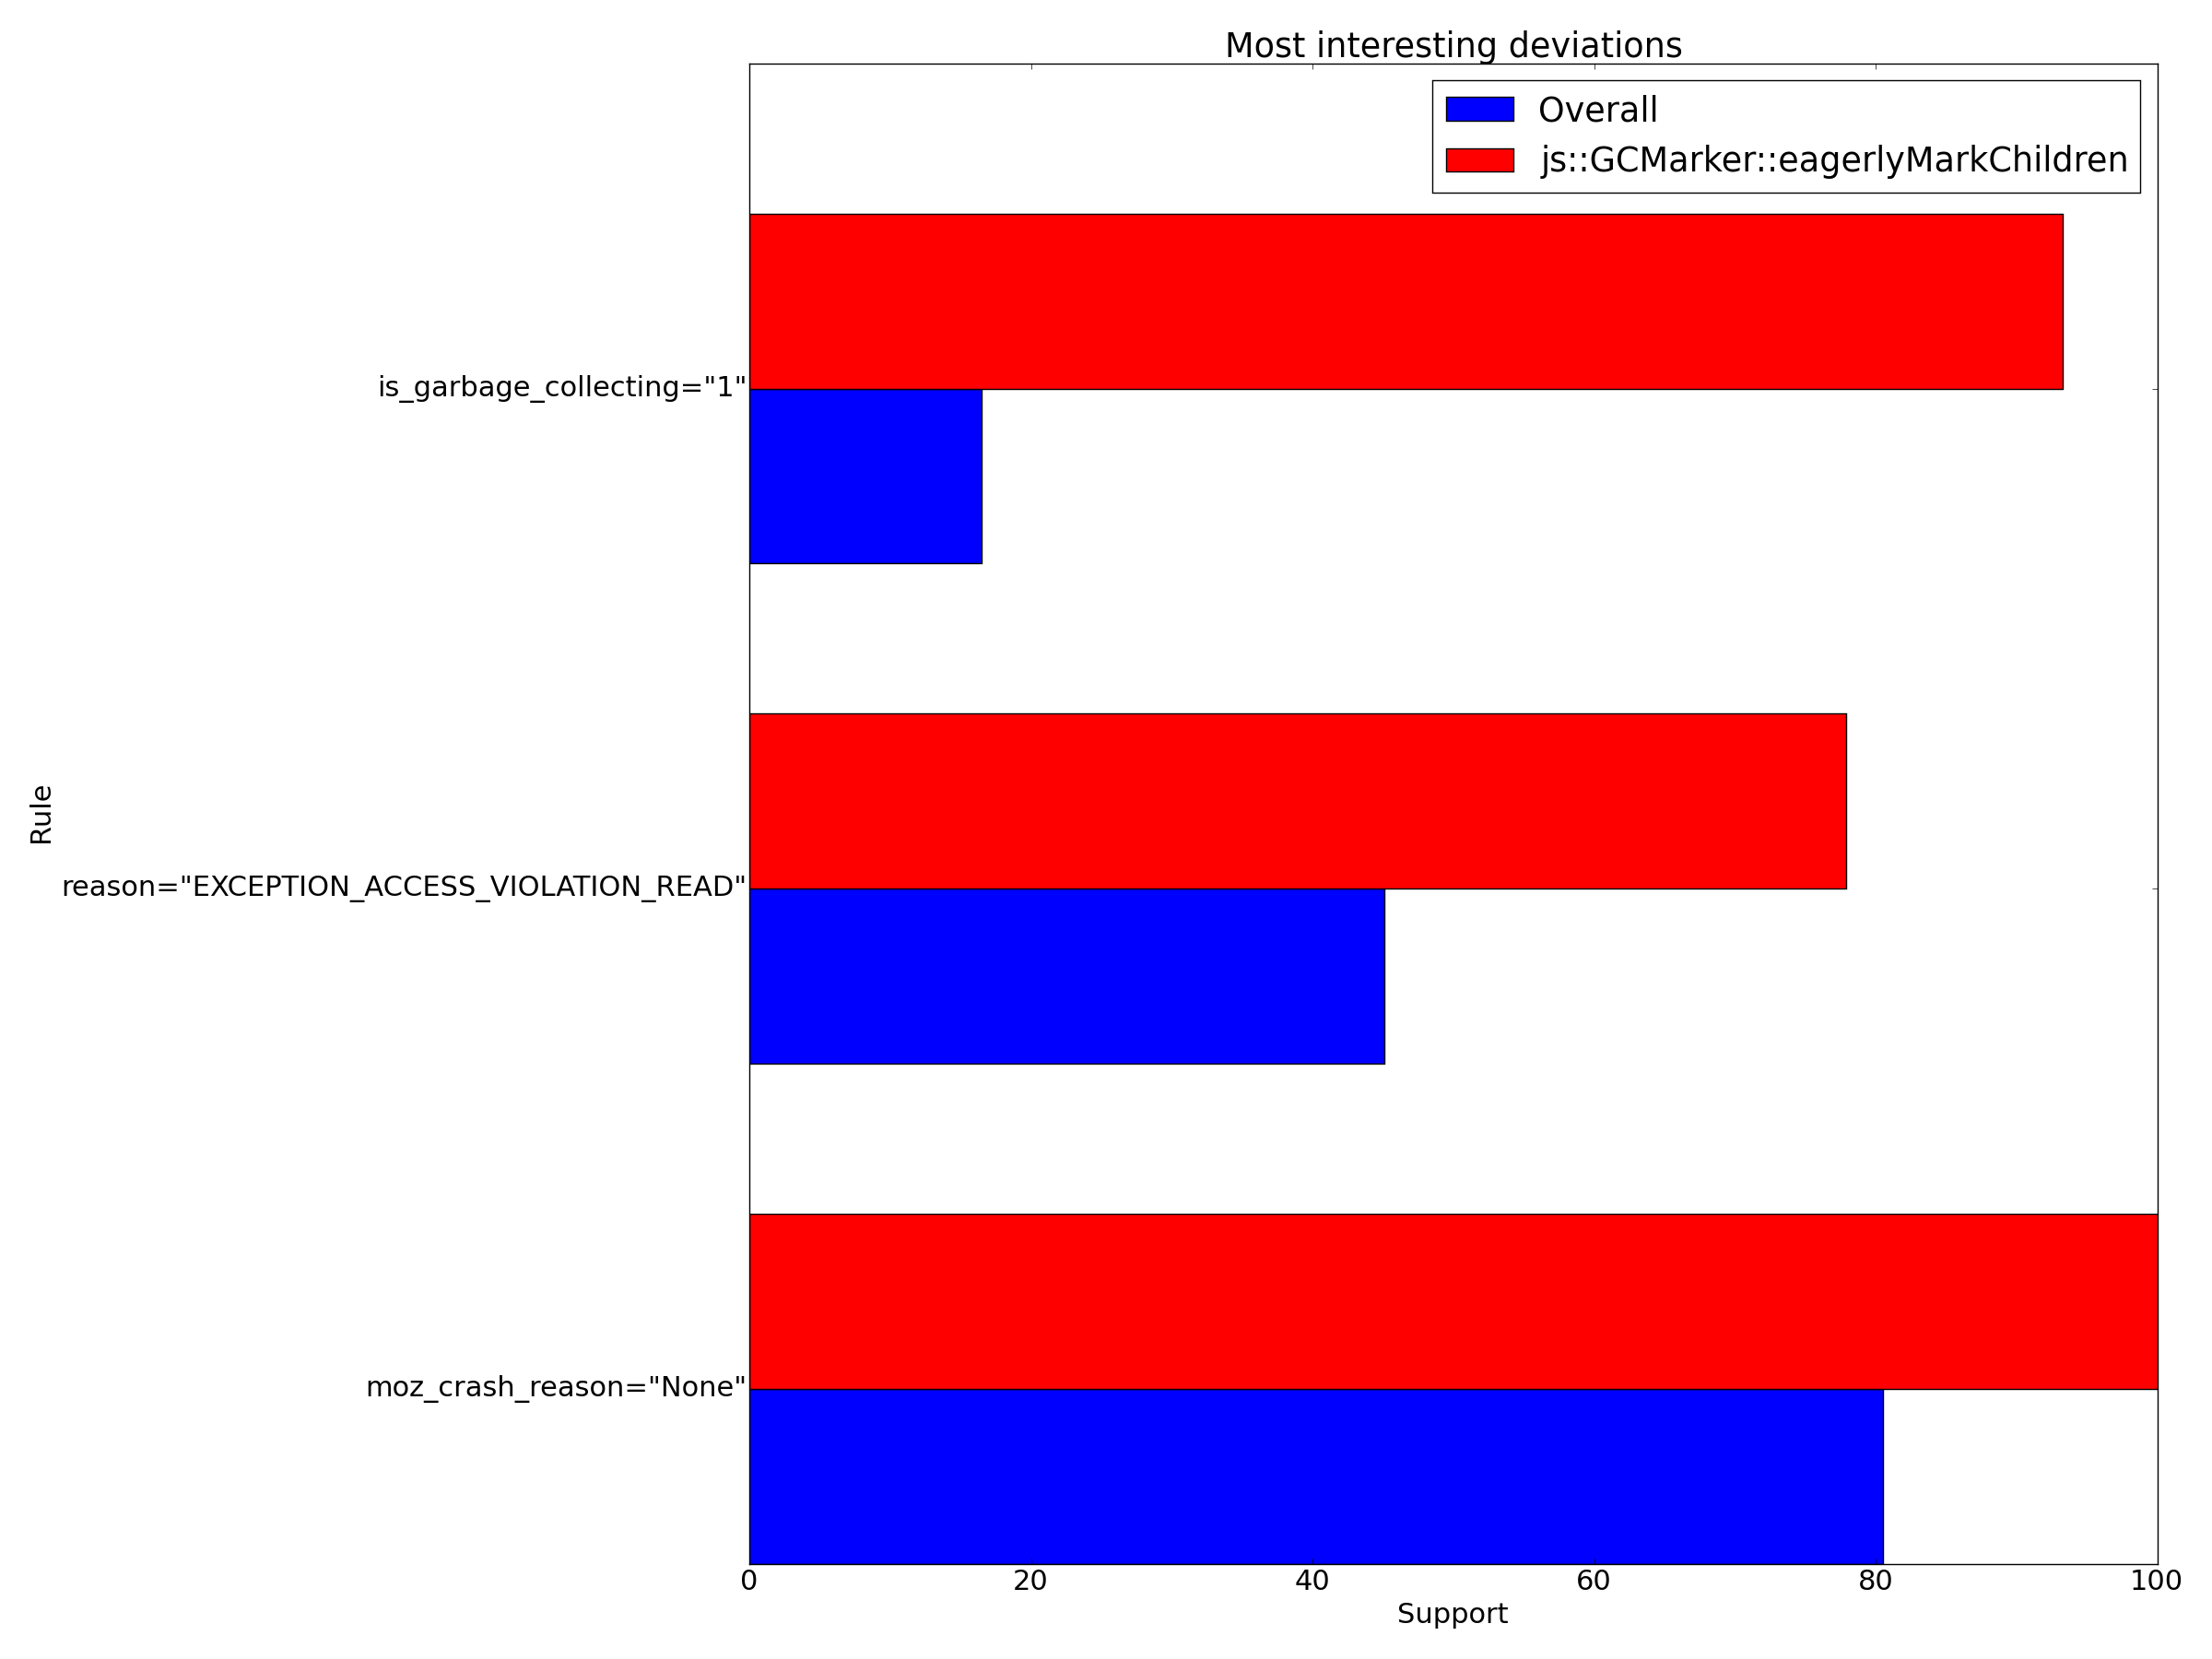 Most interesting deviations
Overall
js::GCMarker::eagerlyMarkChildren
is_garbage_collecting="1"
Rule
reason="EXCEPTION_ACCESS_VIOLATION_READ"
moz_crash_reason="None"
0 20 40 60 80 100
Support